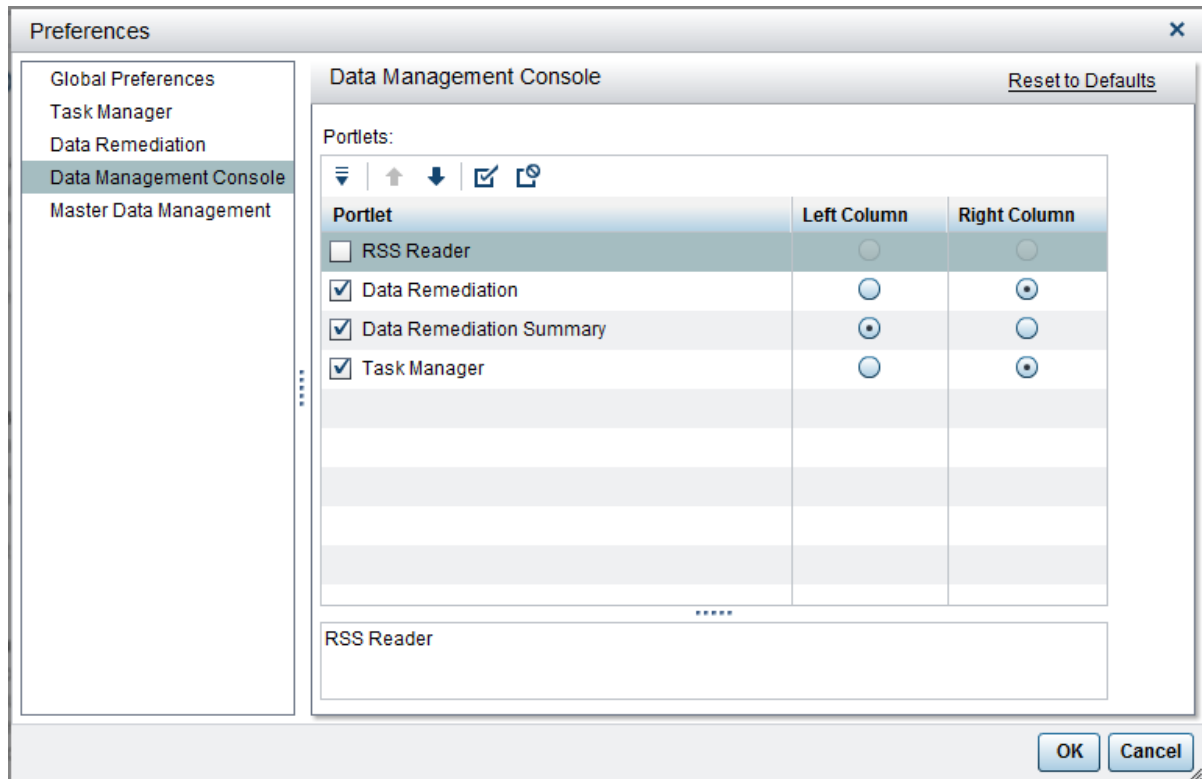 Preferences
Global Preferences
Task Manager
Data Remediation
Data Management Console
Master Data Management
Data Management Console
Reset to Defaults
Portlets:
Portlet Left Column Right Column
RSS Reader
Data Remediation
Data Remediation Summary
Task Manager
RSS Reader
OK Cancel